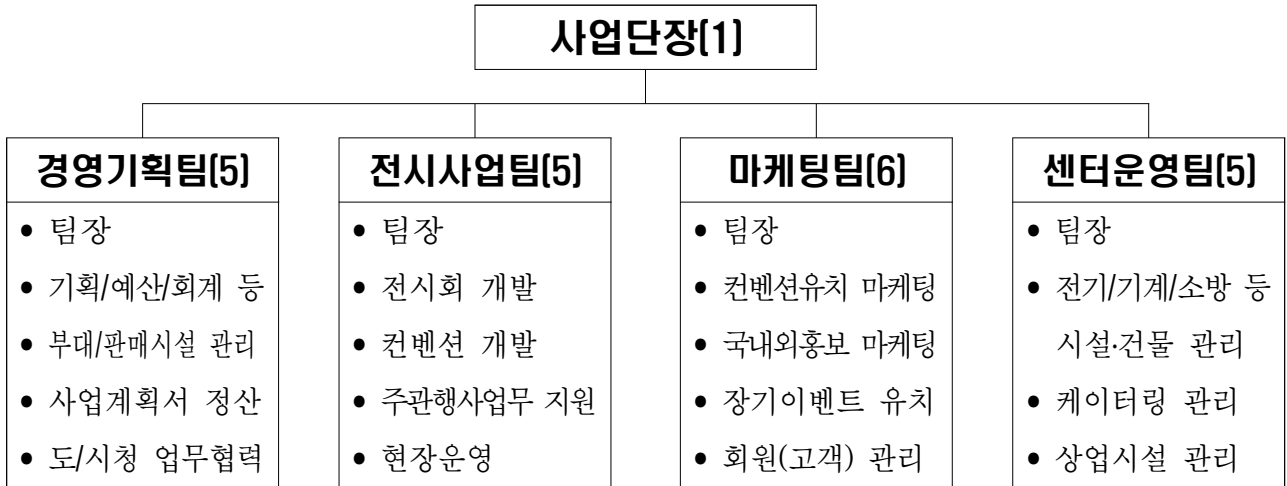 사업단장(1)
경영기획팀(5)
• 팀장
• 기획/예산/회계 등
• 부대/판매시설 관리
• 사업계획서 정산
• 도/시청 업무협력
전시사업팀(5)
• 팀장
• 전시회 개발
• 컨벤션 개발
• 주관행사업무 지원
• 현장운영
마케팅팀(6)
• 팀장
• 컨벤션유치 마케팅
• 국내외홍보 마케팅
• 장기이벤트 유치
• 회원(고객) 관리
센터운영팀(5)
• 팀장
• 전기/기계/소방 등
시설·건물 관리
• 케이터링 관리
• 상업시설 관리